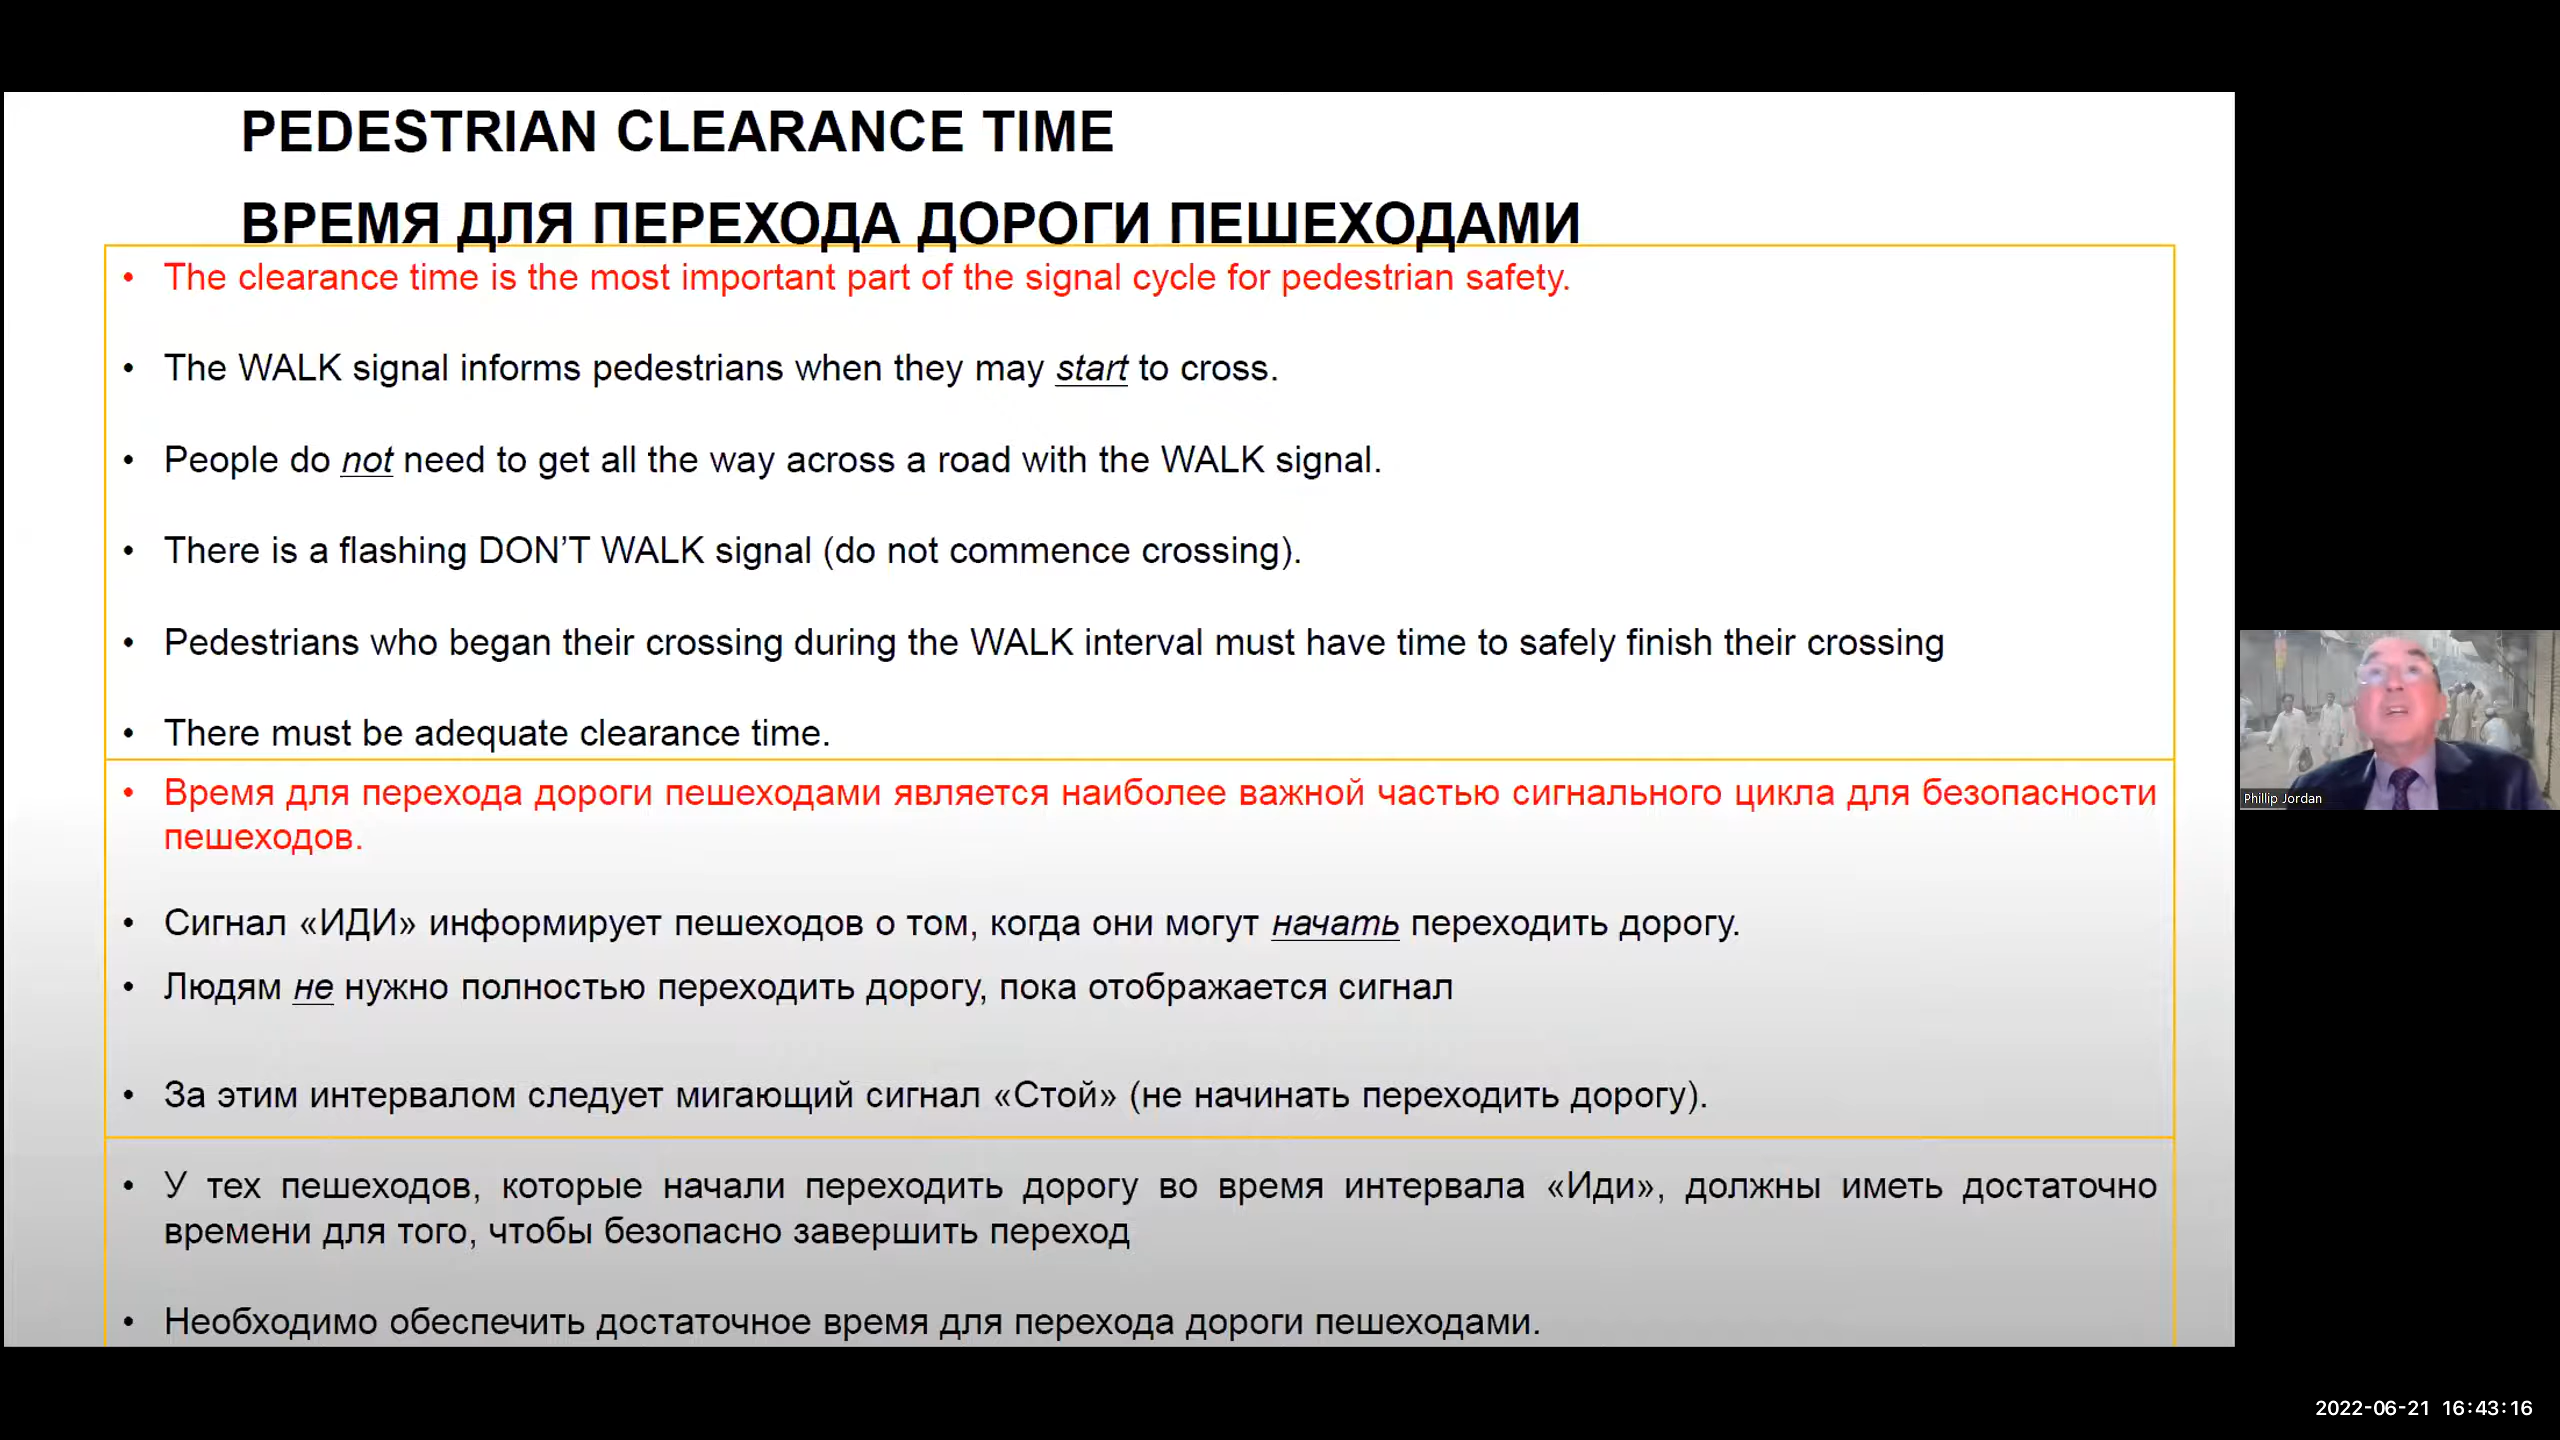 PEDESTRIAN CLEARANCE TIME
ВРЕМЯ ДЛЯ ПЕРЕХОДА ДОРОГИ ПЕШЕХОДАМИ
• The clearance time is the most important part of the signal cycle for pedestrian safety.
• The WALK signal informs pedestrians when they may start to cross.
• People do not need to get all the way across a road with the WALK signal.
• There is a flashing DON’T WALK signal (do not commence crossing).
• Pedestrians who began their crossing during the WALK interval must have time to safely finish their crossing
• There must be adequate clearance time.
• Время для перехода дороги пешеходами является наиболее важной частью сигнального цикла для безопасности
пешеходов.
• Сигнал «ИДИ» информирует пешеходов о том, когда они могут начать переходить дорогу.
• Людям не нужно полностью переходить дорогу, пока отображается сигнал
• За этим интервалом следует мигающий сигнал «Стой» (не начинать переходить дорогу).
• У тех пешеходов, которые начали переходить дорогу во время интервала «Иди», должны иметь достаточно
времени для того, чтобы безопасно завершить переход
• Необходимо обеспечить достаточное время для перехода дороги пешеходами.
Phillip Jordan
2022-06-21 16:43:16